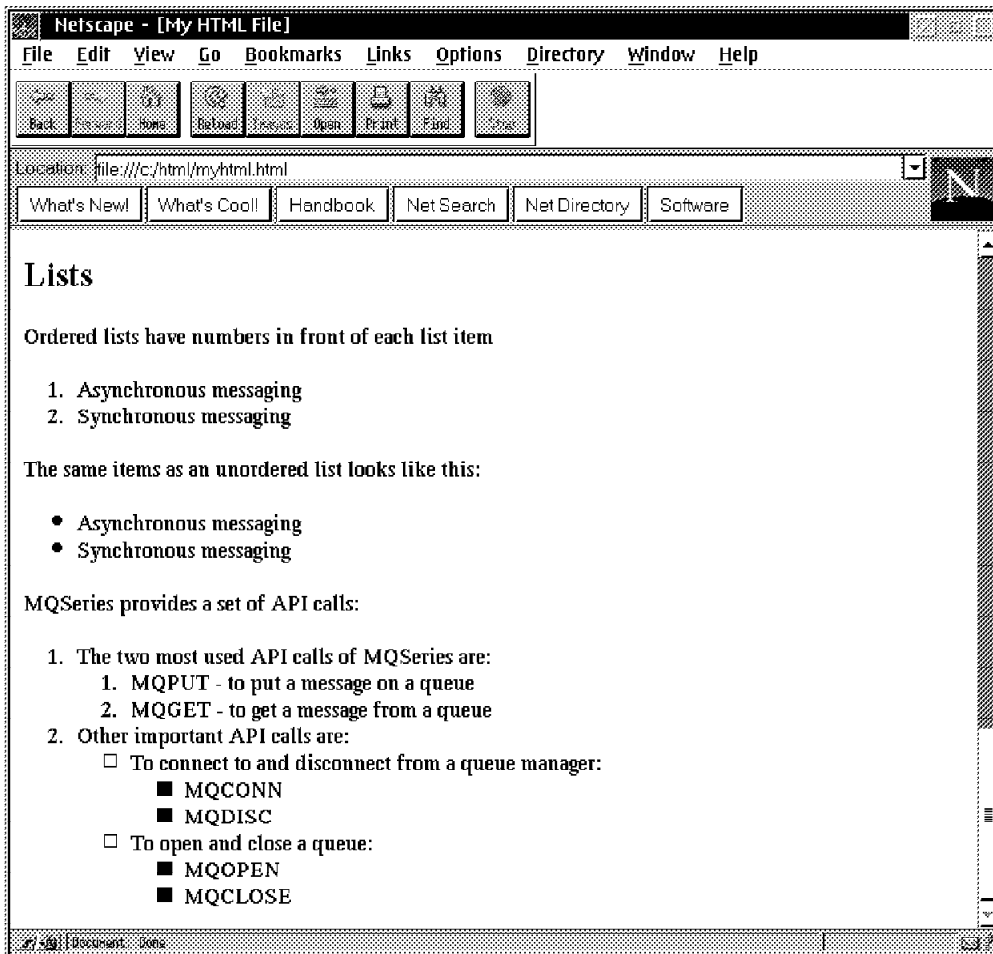 Netscape - [My HTML File]
File Edit View Go Bookmarks Links Options Directory Window Help
Back Home Reload Open Print Find
Location: file:///c:/html/myhtml.html
What's New! What's Cool! Handbook Net Search Net Directory Software
Lists
Ordered lists have numbers in front of each list item
1. Asynchronous messaging
2. Synchronous messaging
The same items as an unordered list looks like this:
• Asynchronous messaging
• Synchronous messaging
MQSeries provides a set of API calls:
1. The two most used API calls of MQSeries are:
1. MQPUT - to put a message on a queue
2. MQGET - to get a message from a queue
2. Other important API calls are:
□ To connect to and disconnect from a queue manager:
■ MQCONN
■ MQDISC
□ To open and close a queue:
■ MQOPEN
■ MQCLOSE
Document: Done